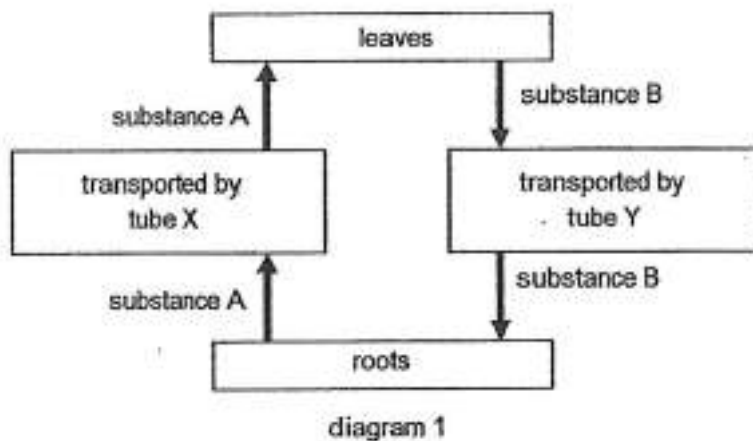 leaves
substance A
substance B
transported by
tube X
transported by
tube Y
substance A
substance B
roots
diagram 1